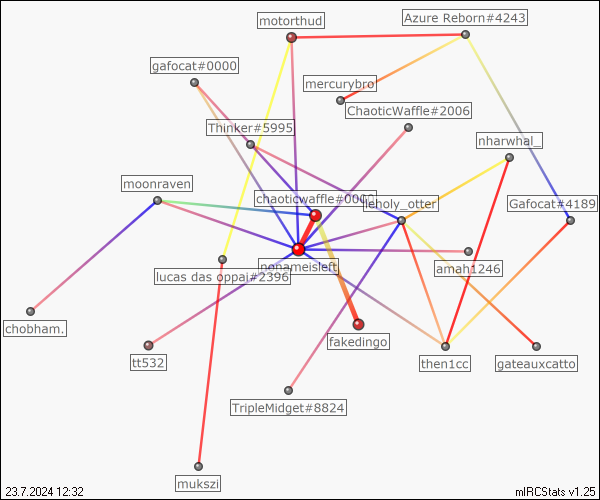 motorthud
Azure Reborn#4243
gafocat#0000
mercurybro
ChaoticWaffle#2006
Thinker#5995
nharwhal_
moonraven
chaoticwaffle#0000
leholy_otter
Gafocat#4189
nonameisleft
amah1246
lucas das oppai#2396
chobham.
fakedingo
tt532
then1cc
gateauxcatto
TripleMidget#8824
mukszi
23.7.2024 12:32
mIRCStats v1.25